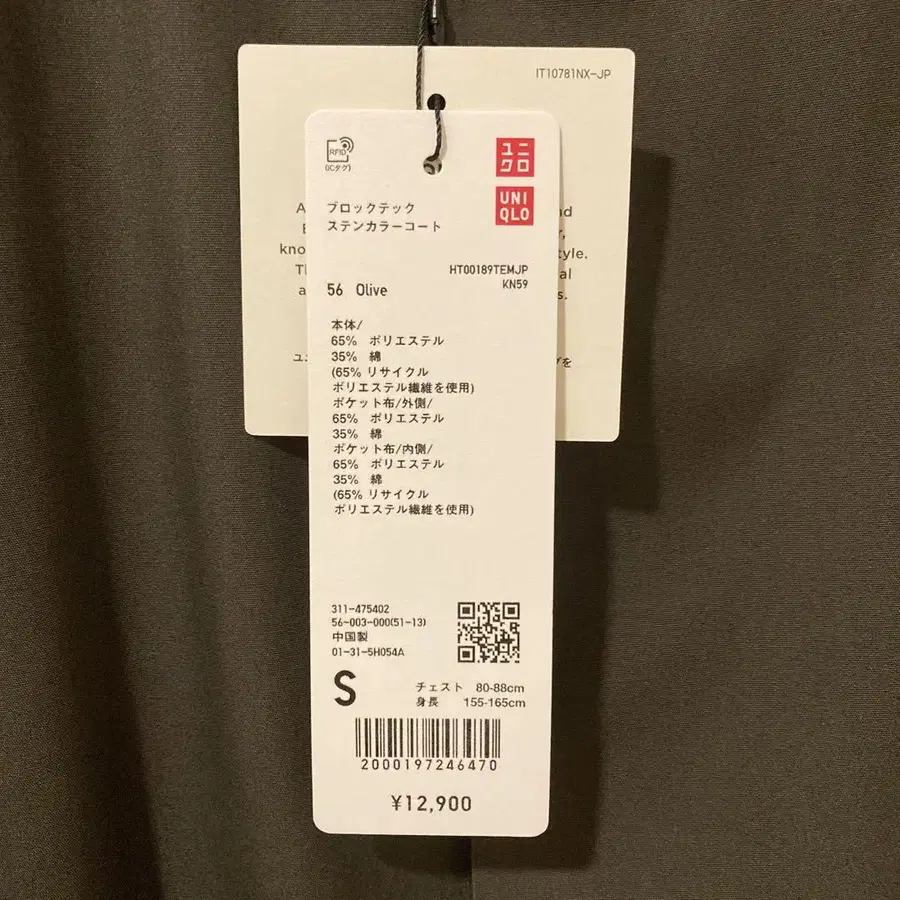 IT10781NX-JP
RFID
(ICタグ)
ユニ
クロ
UNI
QLO
ブロックテック
ステンカラーコート
HT00189TEMJP
KN59
56 Olive
本体/
65% ポリエステル
35% 綿
(65% リサイクル
ポリエステル繊維を使用)
ポケット布/外側/
65% ポリエステル
35% 綿
ポケット布/内側/
65% ポリエステル
35% 綿
(65% リサイクル
ポリエステル繊維を使用)
311-475402
56-003-000(51-13)
中国製
01-31-5H054A
S
チェスト 80-88cm
身長 155-165cm
2000197246470
¥12,900